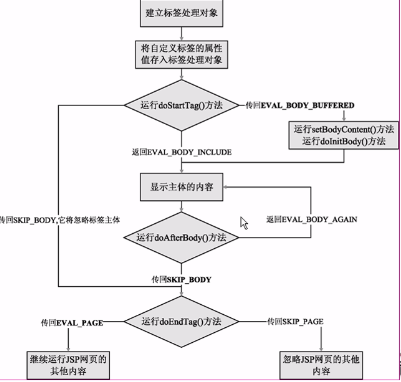 建立标签处理对象
将自定义标签的属性
值存入标签处理对象
运行doStartTag()方法
传回EVAL_BODY_BUFFERED
运行setBodyContent()方法
运行doInitBody()方法
返回EVAL_BODY_INCLUDE
显示主体的内容
传回SKIP_BODY,它将忽略标签主体
返回EVAL_BODY_AGAIN
运行doAfterBody()方法
传回SKIP_BODY
传回EVAL_PAGE
运行doEndTag()方法
传回SKIP_PAGE
继续运行JSP网页的
其他内容
忽略JSP网页的其他
内容